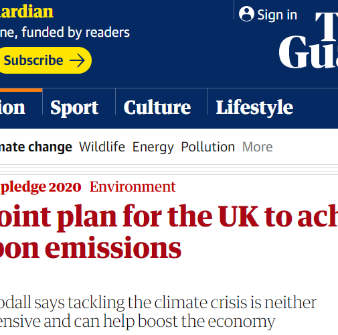 ardian
ne, funded by readers
Sign in
Subscribe
T
Gu
ion Sport Culture Lifestyle
mate change Wildlife Energy Pollution More
pledge 2020 Environment
oint plan for the UK to ach
bon emissions
odall says tackling the climate crisis is neither
ensive and can help boost the economy